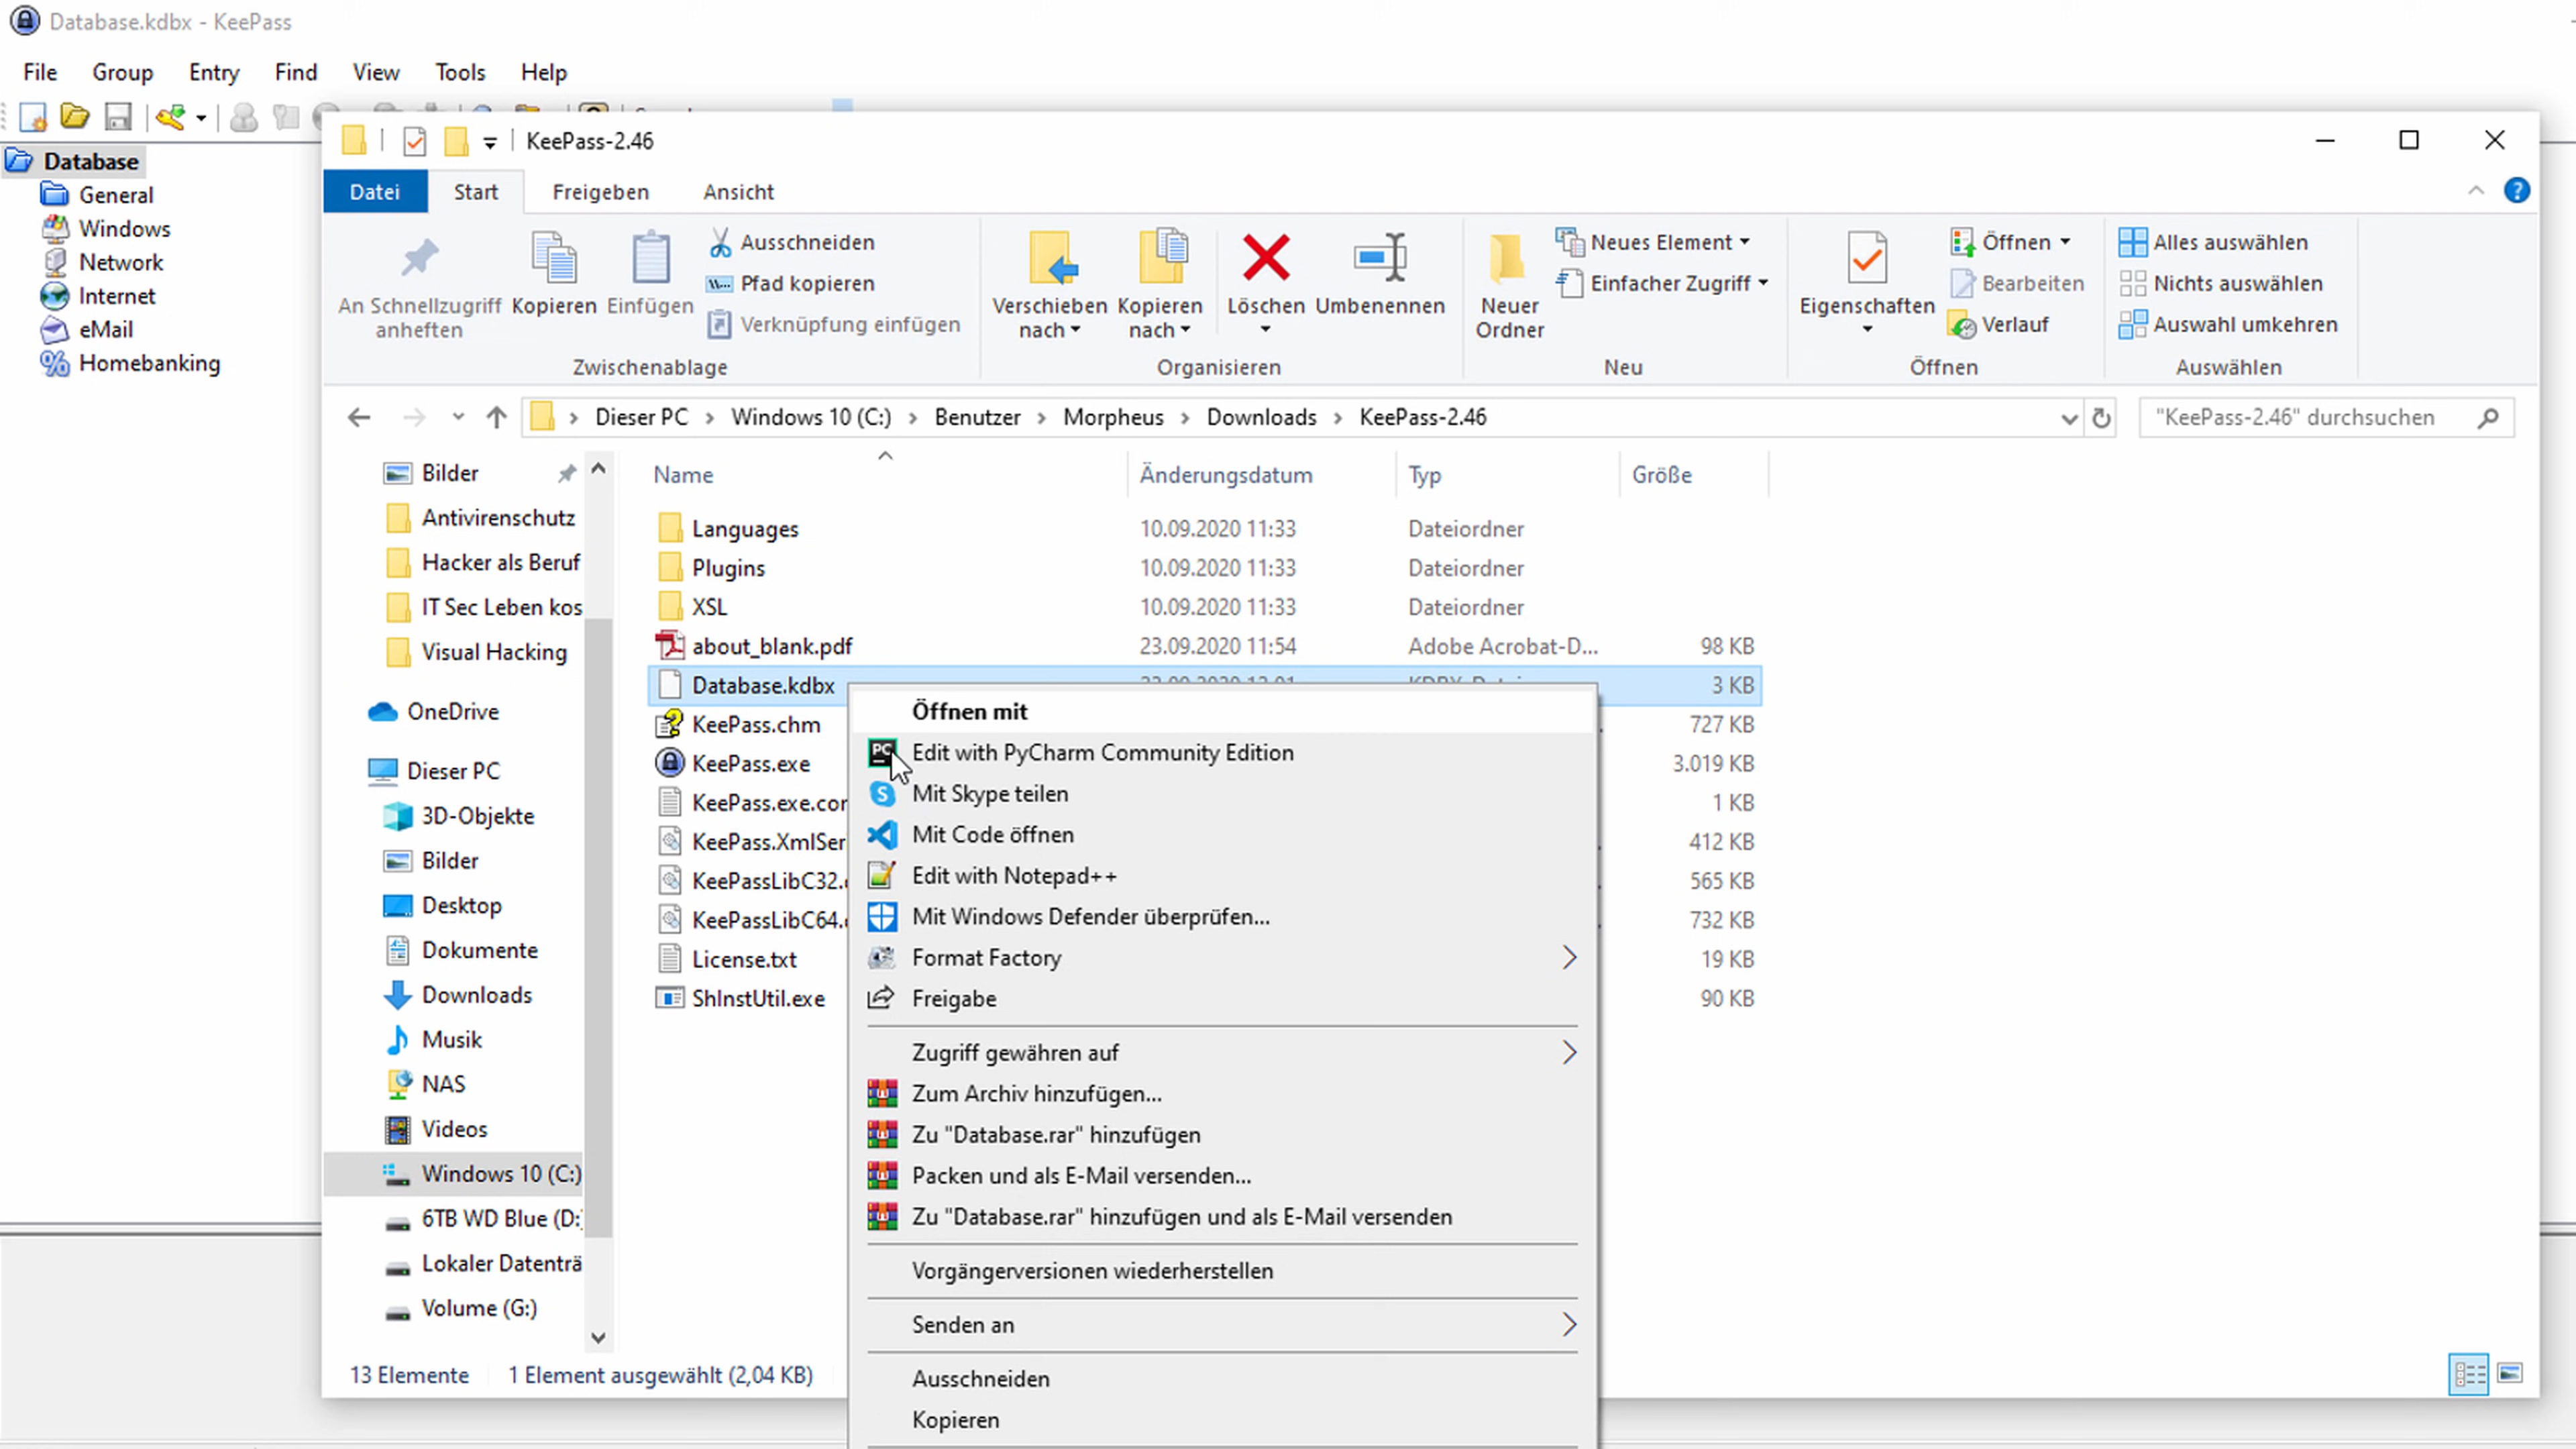 Database.kdbx - KeePass
File Group Entry Find View Tools Help
Database
General
Windows
Network
Internet
eMail
Homebanking
KeePass-2.46
Datei Start Freigeben Ansicht
An Schnellzugriff anheften
Kopieren
Einfügen
Ausschneiden
Pfad kopieren
Verknüpfung einfügen
Zwischenablage
Verschieben nach
Kopieren nach
Löschen
Umbenennen
Organisieren
Neuer Ordner
Neues Element
Einfacher Zugriff
Neu
Eigenschaften
Öffnen
Bearbeiten
Verlauf
Öffnen
Alles auswählen
Nichts auswählen
Auswahl umkehren
Auswählen
Dieser PC > Windows 10 (C:) > Benutzer > Morpheus > Downloads > KeePass-2.46
"KeePass-2.46" durchsuchen
Bilder
Antivirenschutz
Hacker als Beruf
IT Sec Leben kos
Visual Hacking
OneDrive
Dieser PC
3D-Objekte
Bilder
Desktop
Dokumente
Downloads
Musik
NAS
Videos
Windows 10 (C:)
6TB WD Blue (D:
Lokaler Datenträ
Volume (G:)
Name Änderungsdatum Typ Größe
Languages 10.09.2020 11:33 Dateiordner
Plugins 10.09.2020 11:33 Dateiordner
XSL 10.09.2020 11:33 Dateiordner
about_blank.pdf 23.09.2020 11:54 Adobe Acrobat-D... 98 KB
Database.kdbx 3 KB
KeePass.chm 727 KB
KeePass.exe 3.019 KB
KeePass.exe.cor 1 KB
KeePass.XmlSer 412 KB
KeePassLibC32. 565 KB
KeePassLibC64. 732 KB
License.txt 19 KB
ShInstUtil.exe 90 KB
Öffnen mit
Edit with PyCharm Community Edition
Mit Skype teilen
Mit Code öffnen
Edit with Notepad++
Mit Windows Defender überprüfen...
Format Factory
Freigabe
Zugriff gewähren auf
Zum Archiv hinzufügen...
Zu "Database.rar" hinzufügen
Packen und als E-Mail versenden...
Zu "Database.rar" hinzufügen und als E-Mail versenden
Vorgängerversionen wiederherstellen
Senden an
Ausschneiden
Kopieren
13 Elemente 1 Element ausgewählt (2,04 KB)